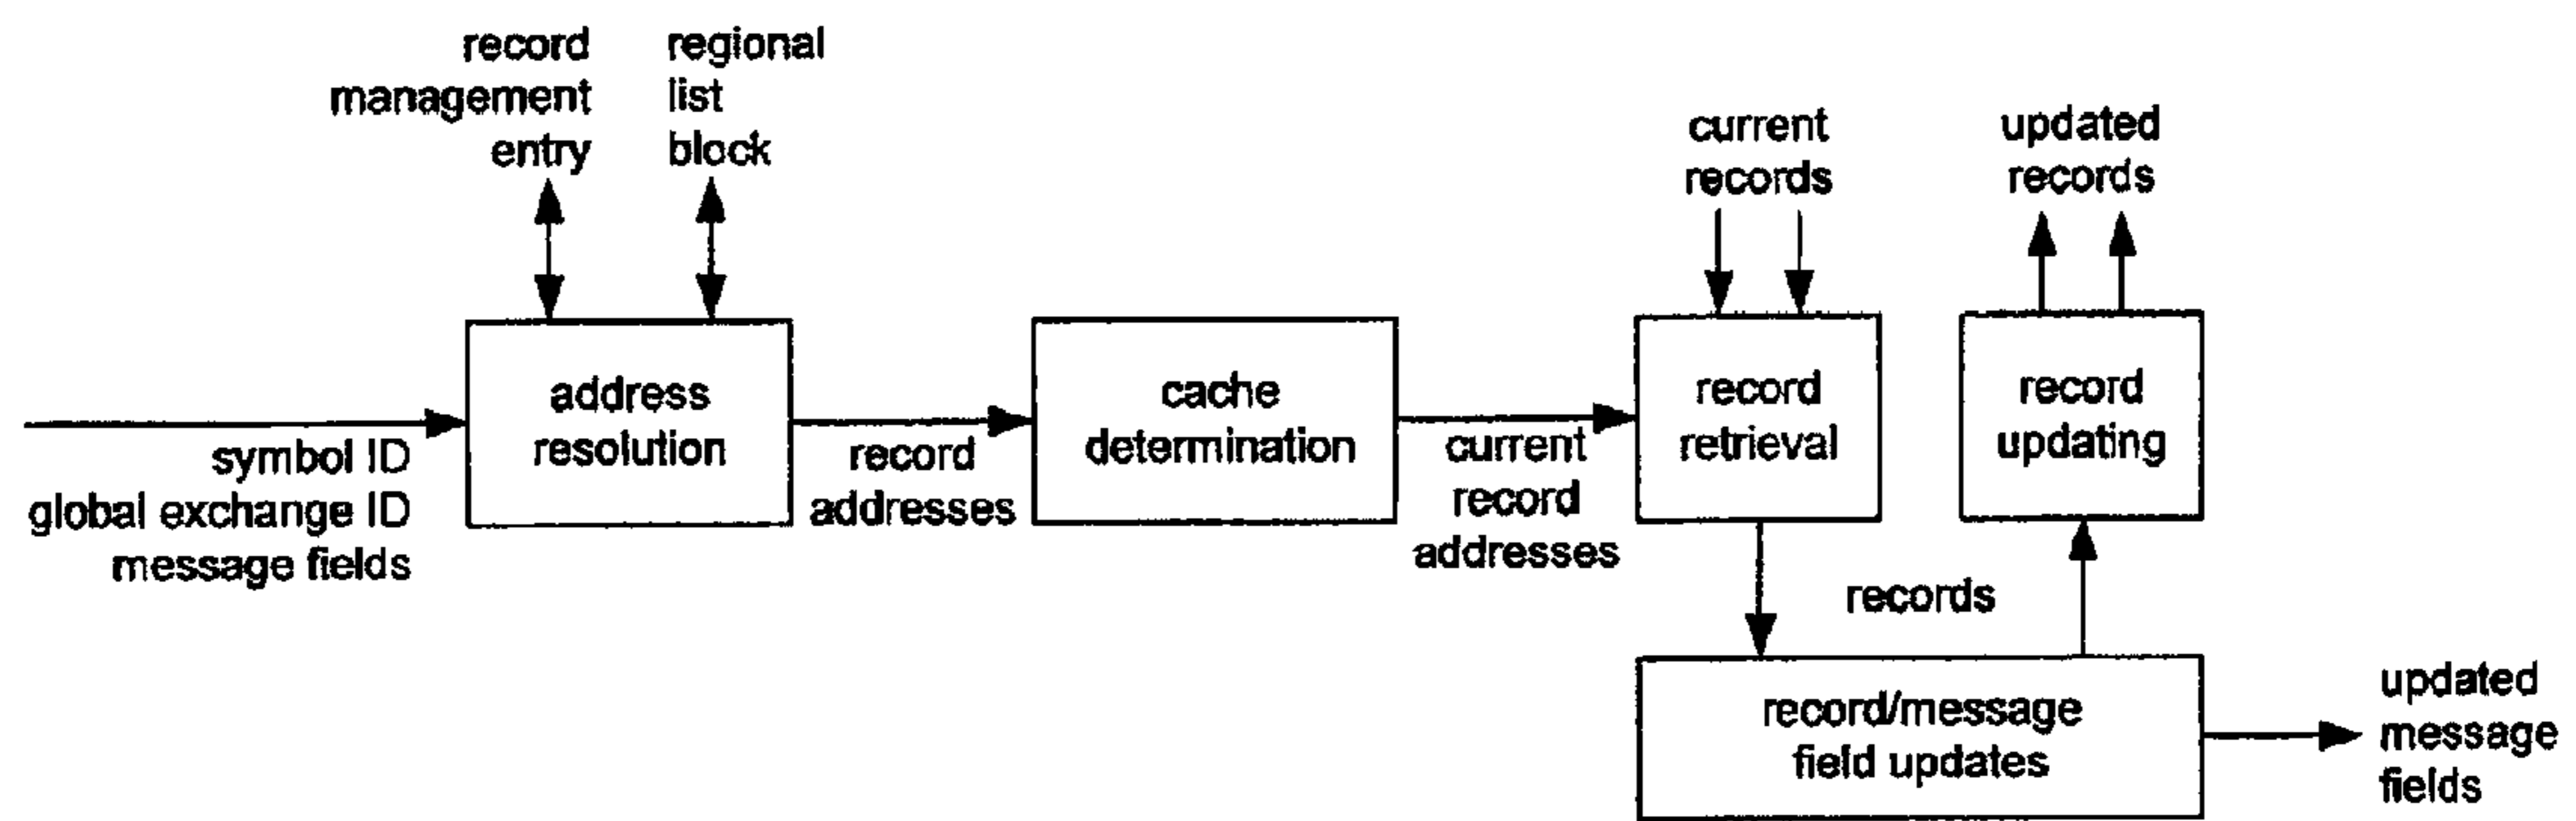 record
management
entry
regional
list
block
current
records
updated
records
address
resolution
cache
determination
record
retrieval
record
updating
symbol ID
global exchange ID
message fields
record
addresses
current
record
addresses
records
record/message
field updates
updated
message
fields